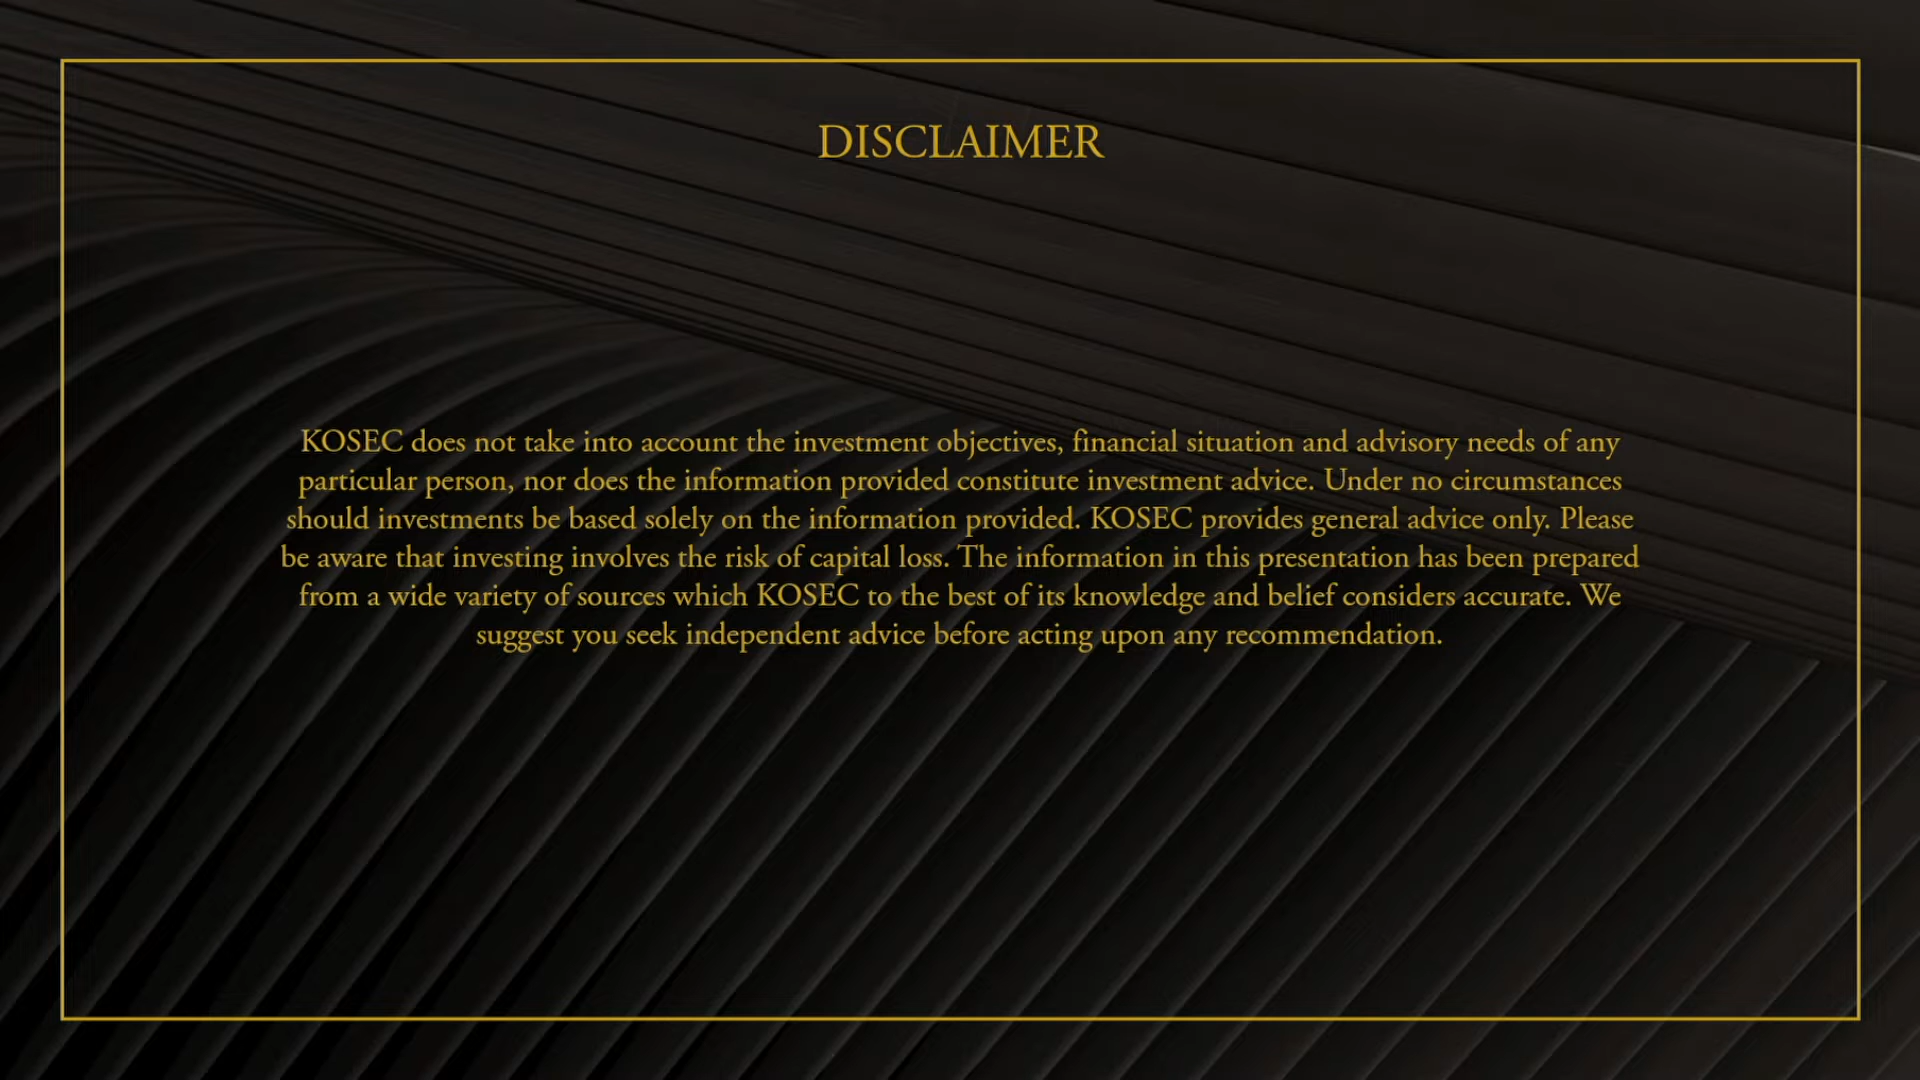 DISCLAIMER
KOSEC does not take into account the investment objectives, financial situation and advisory needs of any
particular person, nor does the information provided constitute investment advice. Under no circumstances
should investments be based solely on the information provided. KOSEC provides general advice only. Please
be aware that investing involves the risk of capital loss. The information in this presentation has been prepared
from a wide variety of sources which KOSEC to the best of its knowledge and belief considers accurate. We
suggest you seek independent advice before acting upon any recommendation.